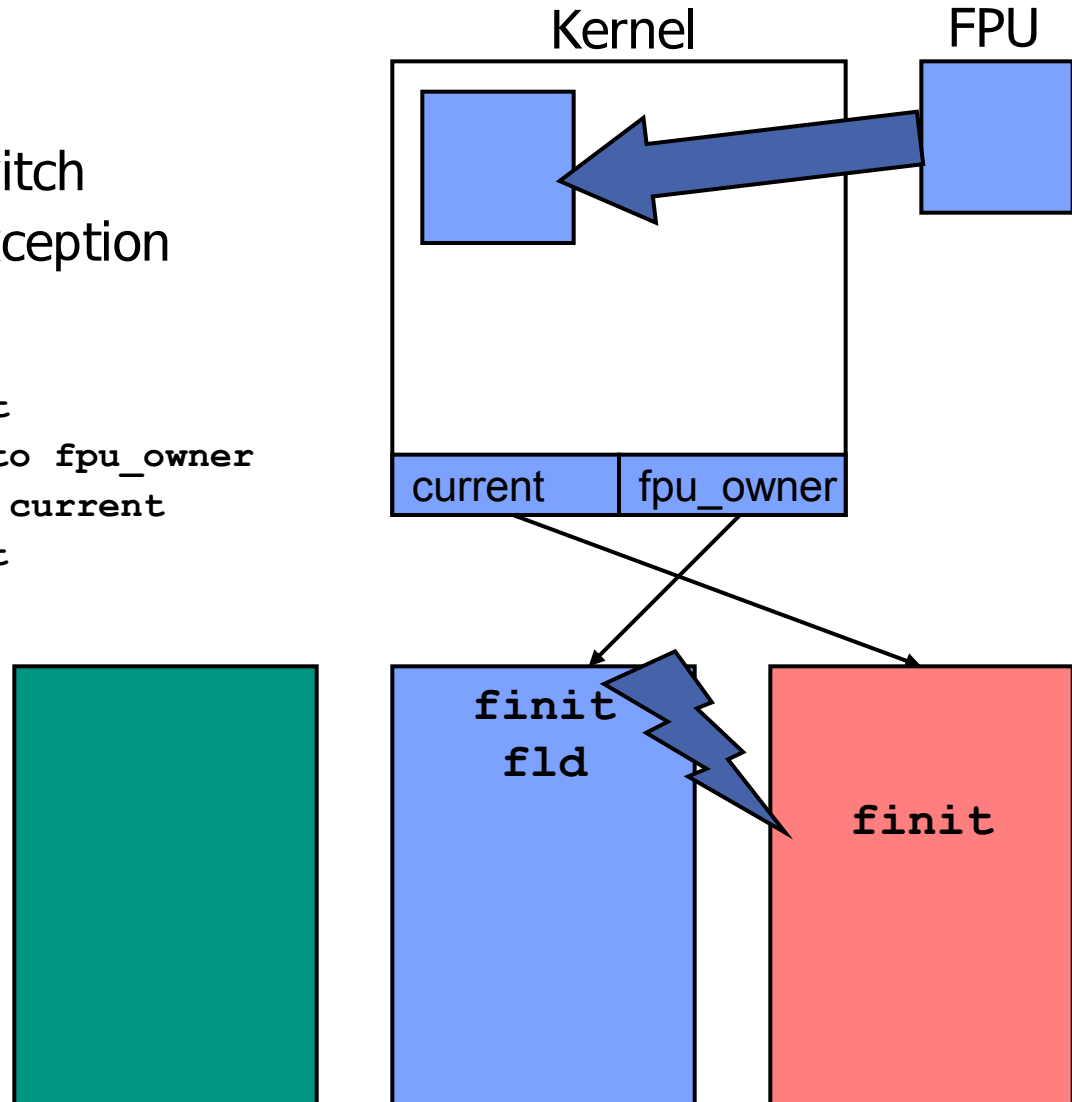 Kernel
FPU
itch
ception
t
to fpu_owner
current
t
current
fpu_owner
finit
fld
finit